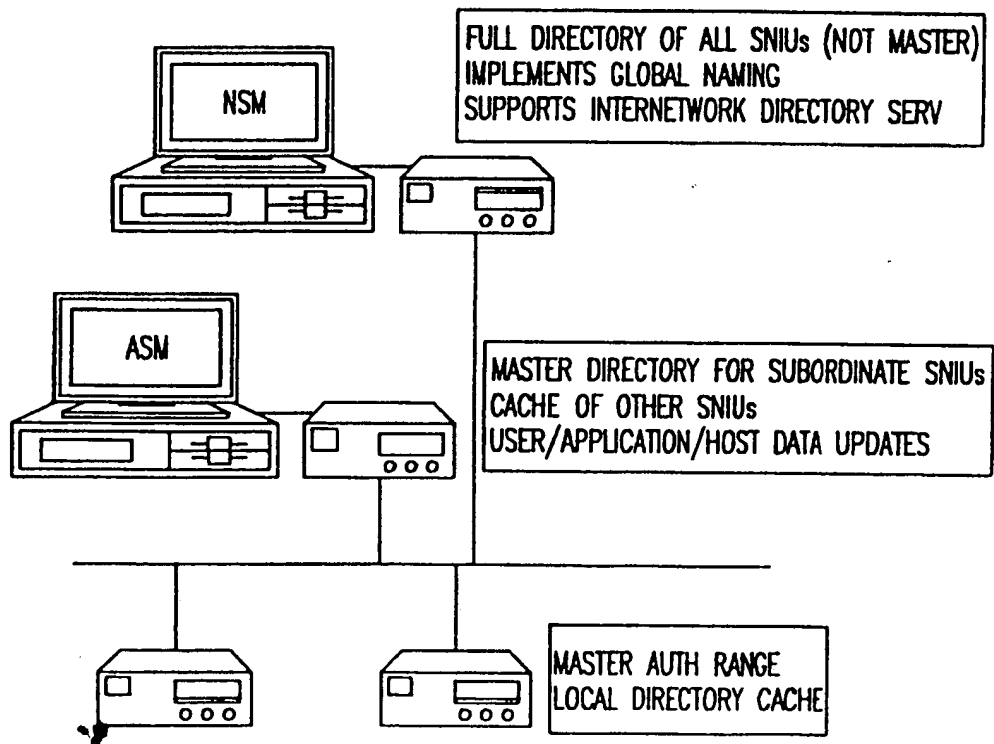 FULL DIRECTORY OF ALL SNIUs (NOT MASTER)
IMPLEMENTS GLOBAL NAMING
SUPPORTS INTERNETWORK DIRECTORY SERV
NSM
ASM
MASTER DIRECTORY FOR SUBORDINATE SNIUs
CACHE OF OTHER SNIUs
USER/APPLICATION/HOST DATA UPDATES
MASTER AUTH RANGE
LOCAL DIRECTORY CACHE